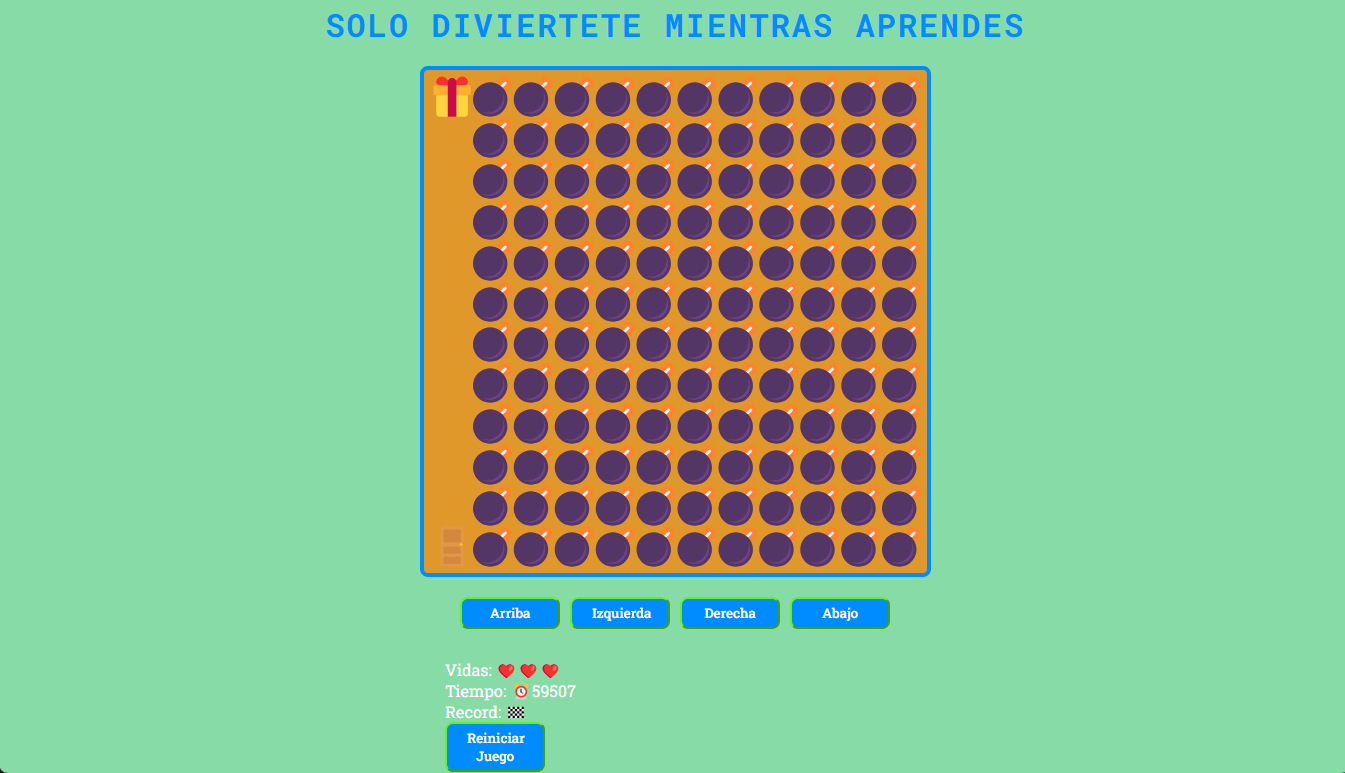 SOLO DIVIERTETE MIENTRAS APRENDES
Arriba Izquierda Derecha Abajo
Vidas:
Tiempo: 59507
Record:
Reiniciar
Juego